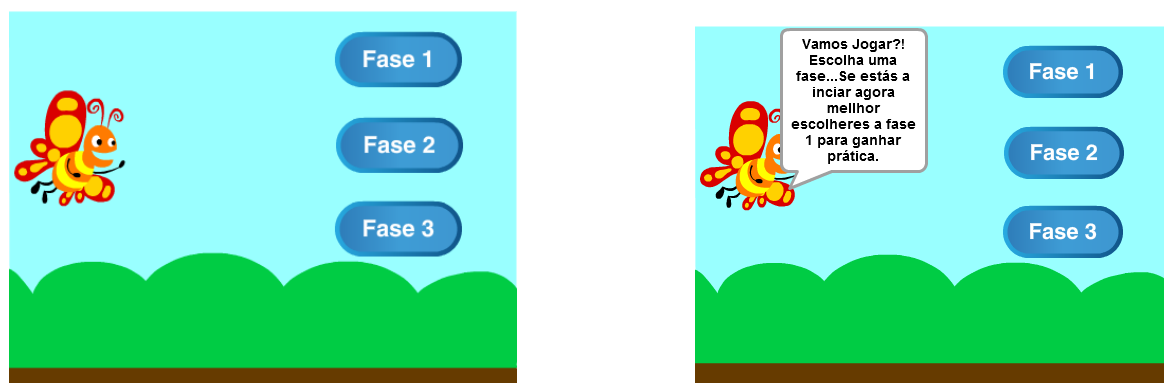 Fase 1
Fase 2
Fase 3
Vamos Jogar?!
Escolha uma
fase...Se estás a
inciar agora
mellhor
escolheres a fase
1 para ganhar
prática.
Fase 1
Fase 2
Fase 3